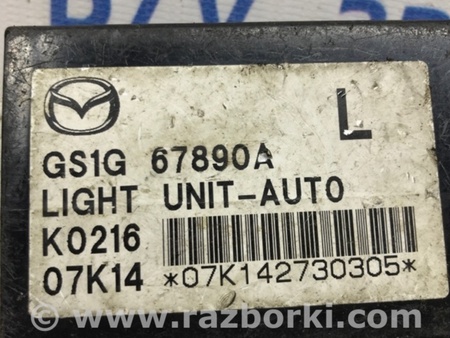 L
GS1G 67890A
LIGHT UNIT-AUTO
K0216
07K14 *07K142730305*
www.razborki.com